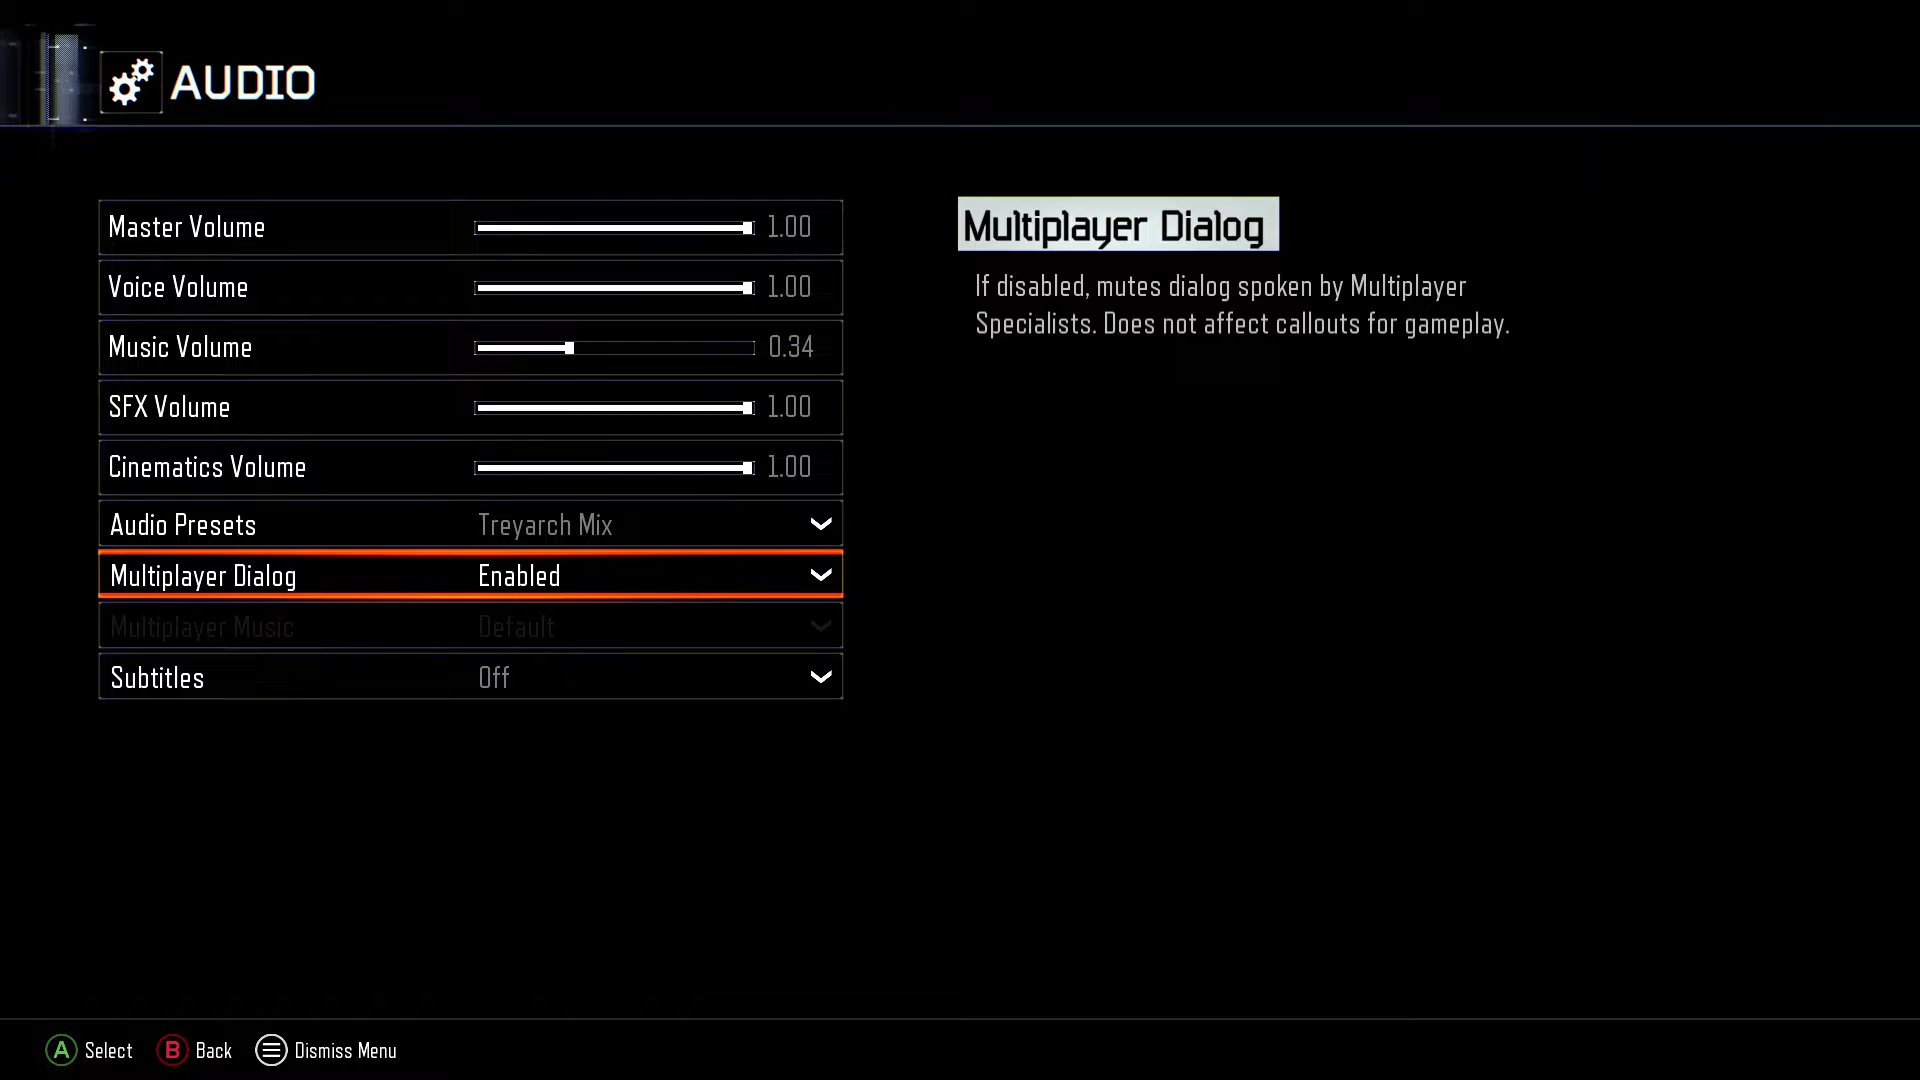 AUDIO
Master Volume 1.00
Voice Volume 1.00
Music Volume 0.34
SFX Volume 1.00
Cinematics Volume 1.00
Audio Presets Treyarch Mix
Multiplayer Dialog Enabled
Multiplayer Music Default
Subtitles Off
Multiplayer Dialog
If disabled, mutes dialog spoken by Multiplayer
Specialists. Does not affect callouts for gameplay.
A Select B Back Dismiss Menu